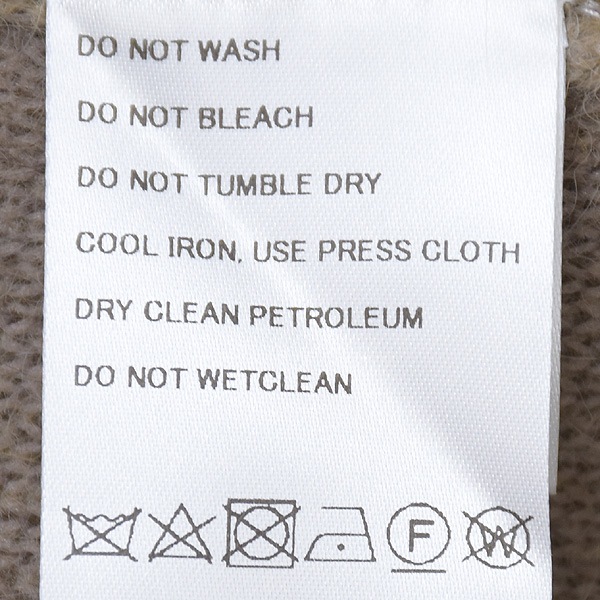 DO NOT WASH
DO NOT BLEACH
DO NOT TUMBLE DRY
COOL IRON, USE PRESS CLOTH
DRY CLEAN PETROLEUM
DO NOT WETCLEAN
F W